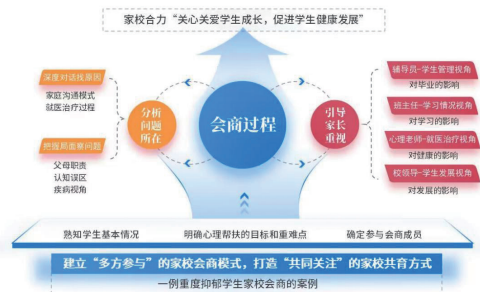 家校合力“关心关爱学生成长，促进学生健康发展”
深度对话找原因
家庭沟通模式
就医治疗过程
把握局面察问题
父母职责
认知误区
疾病视角
分析
问题
所在
会商过程
引导
家长
重视
辅导员-学生管理视角
对毕业的影响
班主任-学习情况视角
对学习的影响
心理老师-就医治疗视角
对健康的影响
校领导-学生发展视角
对发展的影响
熟知学生基本情况 明确心理帮扶的目标和重难点 确定参与会商成员
建立“多方参与”的家校会商模式，打造“共同关注”的家校共育方式
一例重度抑郁学生家校会商的案例